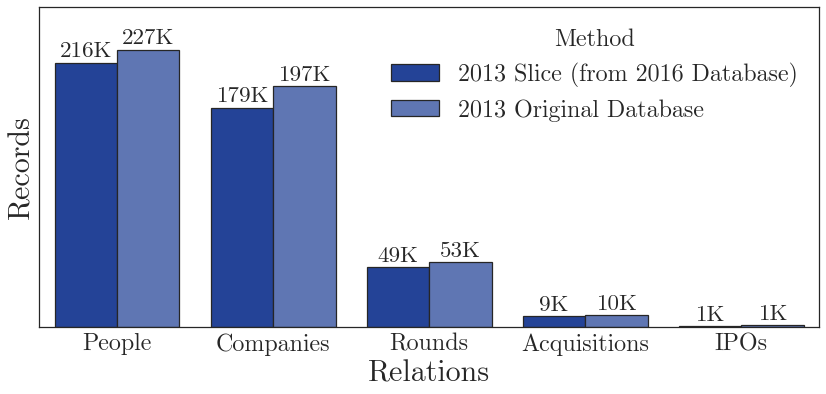 Method
2013 Slice (from 2016 Database)
2013 Original Database
Records
216K 227K
179K 197K
49K 53K
9K 10K
1K 1K
People Companies Rounds Acquisitions IPOs
Relations